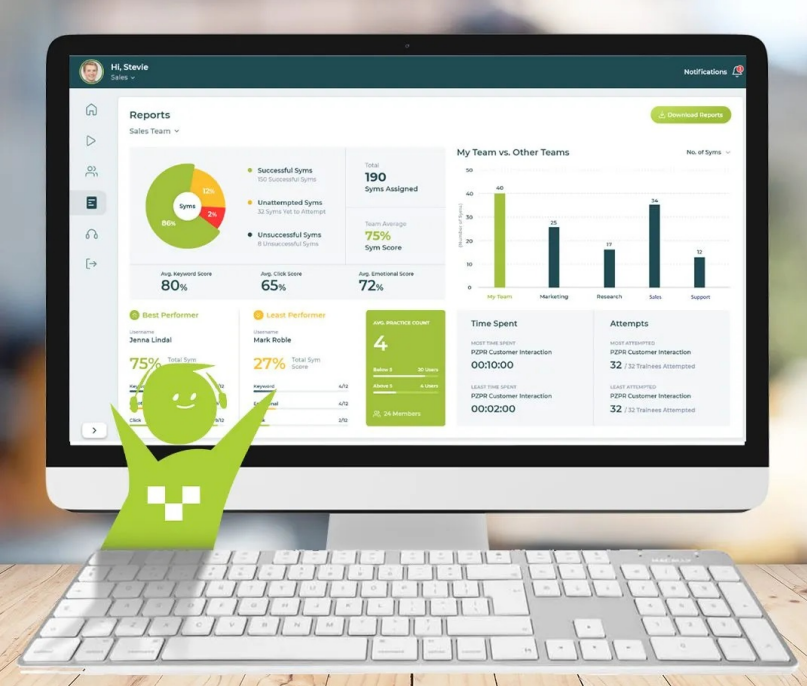 Hi, Stevie
Sales
Notifications
Reports
Sales Team
Download Reports
86%
12%
2%
Syms
Successful Syms
150 Successful Syms
Unattempted Syms
32 Syms Yet to Attempt
Unsuccessful Syms
8 Unsuccessful Syms
Total
190
Syms Assigned
Team Average
75%
Sym Score
Avg. Keyword Score
80%
Avg. Click Score
65%
Avg. Emotional Score
72%
My Team vs. Other Teams
No. of Syms
(Number of Syms)
50
40
30
20
10
0
40
25
17
34
12
My Team
Marketing
Research
Sales
Support
Best Performer
Username
Jenna Lindal
75%
Total Sym
Least Performer
Username
Mark Roble
27%
Total Sym
Score
Keyword
4/12
4/12
2/12
Click
AVG. PRACTICE COUNT
4
Below 5
20 Users
Above 5
4 Users
24 Members
Time Spent
MOST TIME SPENT
PZPR Customer Interaction
00:10:00
LEAST TIME SPENT
PZPR Customer Interaction
00:02:00
Attempts
MOST ATTEMPTED
PZPR Customer Interaction
32 / 32 Trainees Attempted
LEAST ATTEMPTED
PZPR Customer Interaction
32 / 32 Trainees Attempted